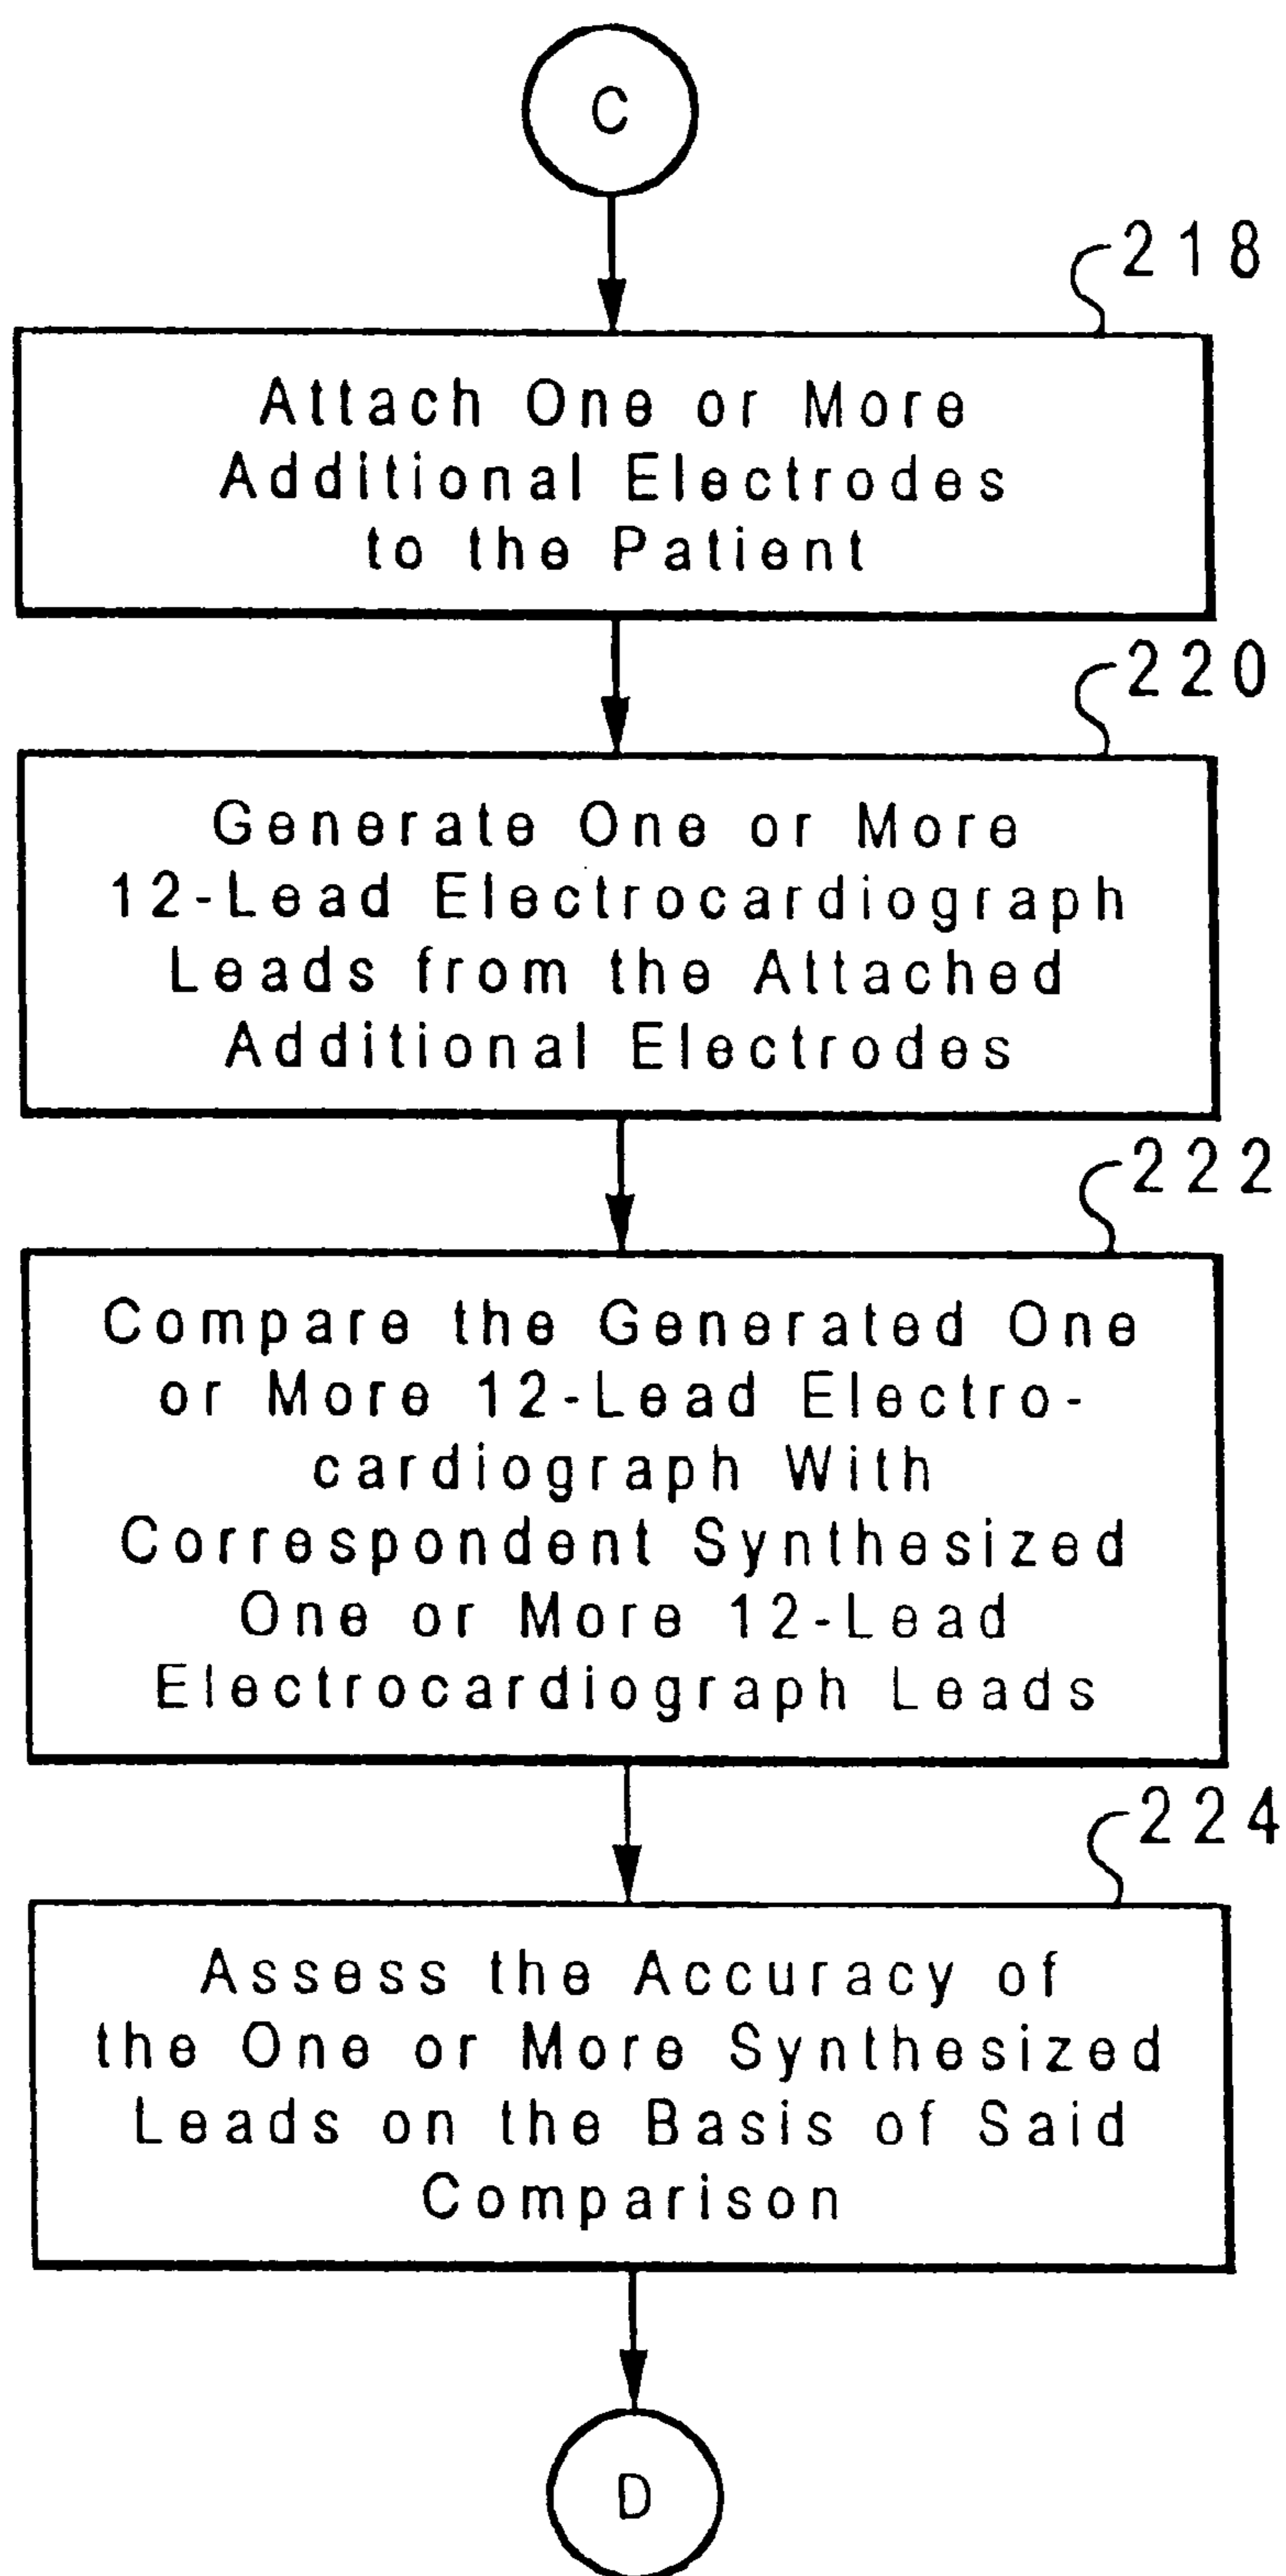 C
218
Attach One or More
Additional Electrodes
to the Patient
220
Generate One or More
12-Lead Electrocardiograph
Leads from the Attached
Additional Electrodes
222
Compare the Generated One
or More 12-Lead Electro-
cardiograph With
Correspondent Synthesized
One or More 12-Lead
Electrocardiograph Leads
224
Assess the Accuracy of
the One or More Synthesized
Leads on the Basis of Said
Comparison
D